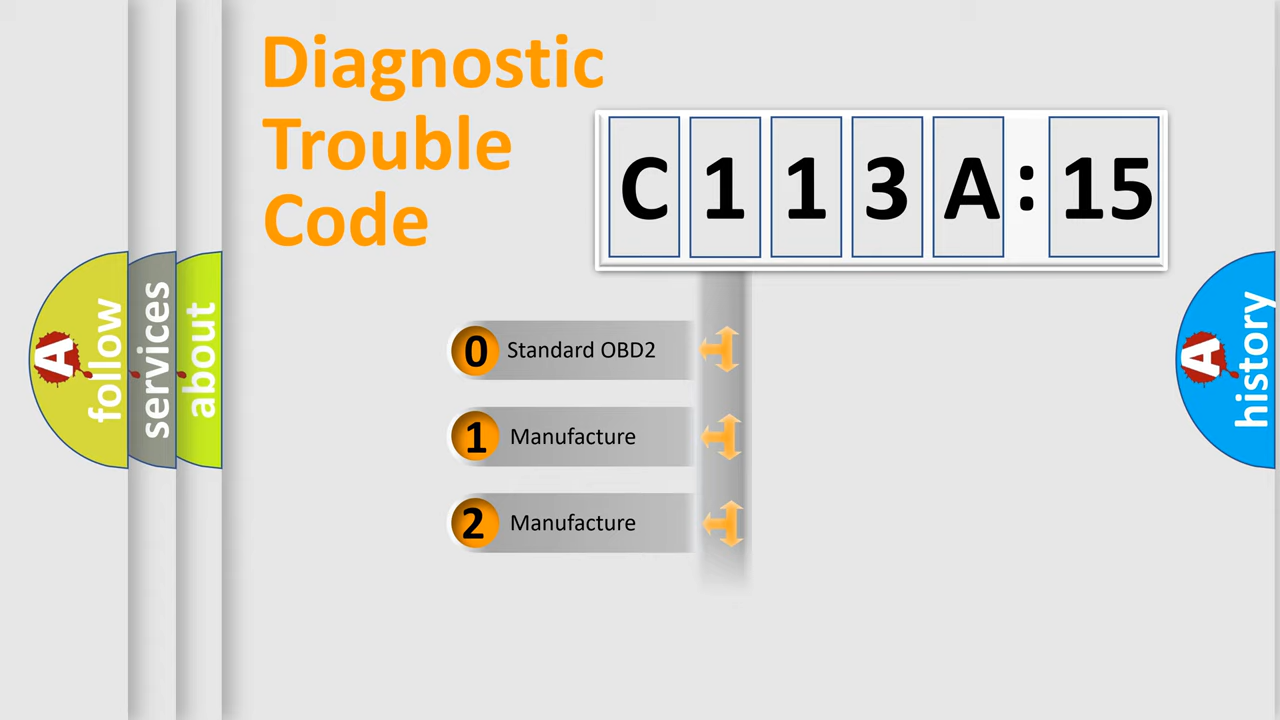 Diagnostic
Trouble
Code
C 1 1 3 A : 15
0 Standard OBD2
1 Manufacture
2 Manufacture
A follow
services
about
A history